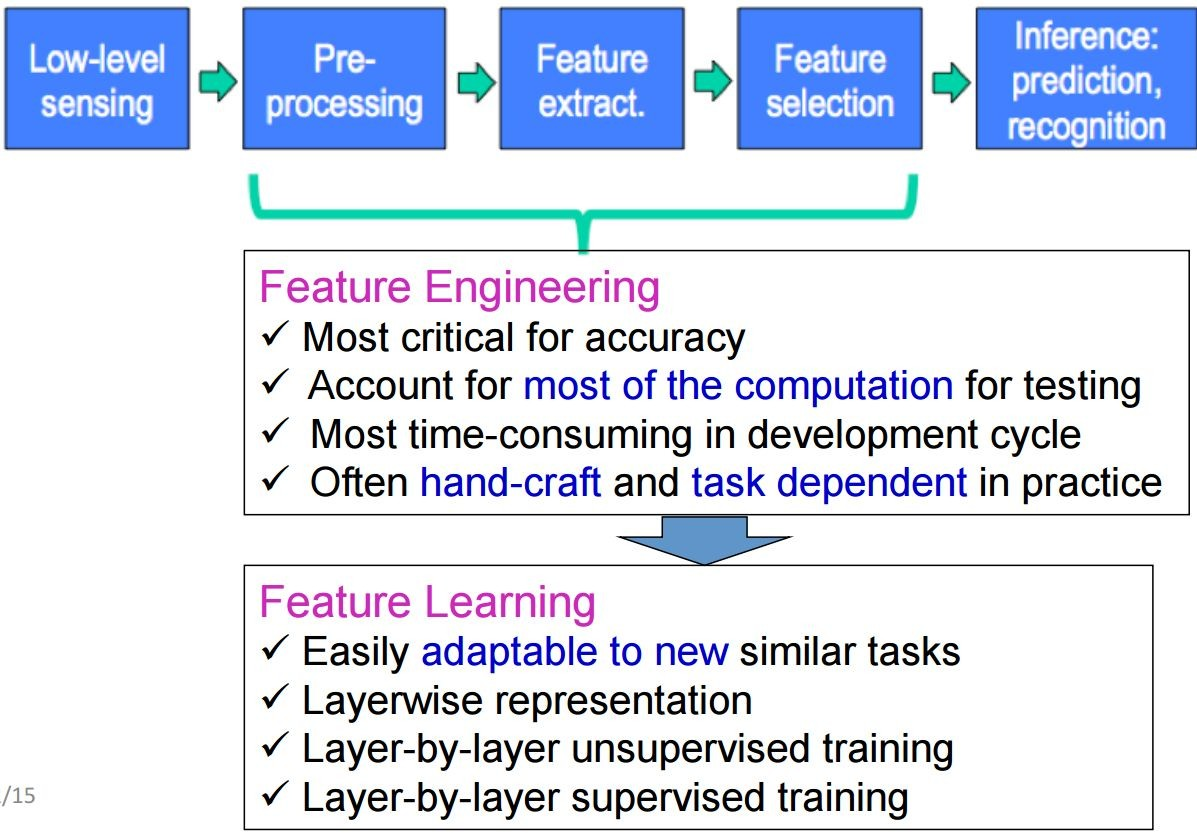 Low-level
sensing
Pre-
processing
Feature
extract.
Feature
selection
Inference:
prediction,
recognition
Feature Engineering
✓ Most critical for accuracy
✓ Account for most of the computation for testing
✓ Most time-consuming in development cycle
✓ Often hand-craft and task dependent in practice
Feature Learning
✓ Easily adaptable to new similar tasks
✓ Layerwise representation
✓ Layer-by-layer unsupervised training
✓ Layer-by-layer supervised training
/15